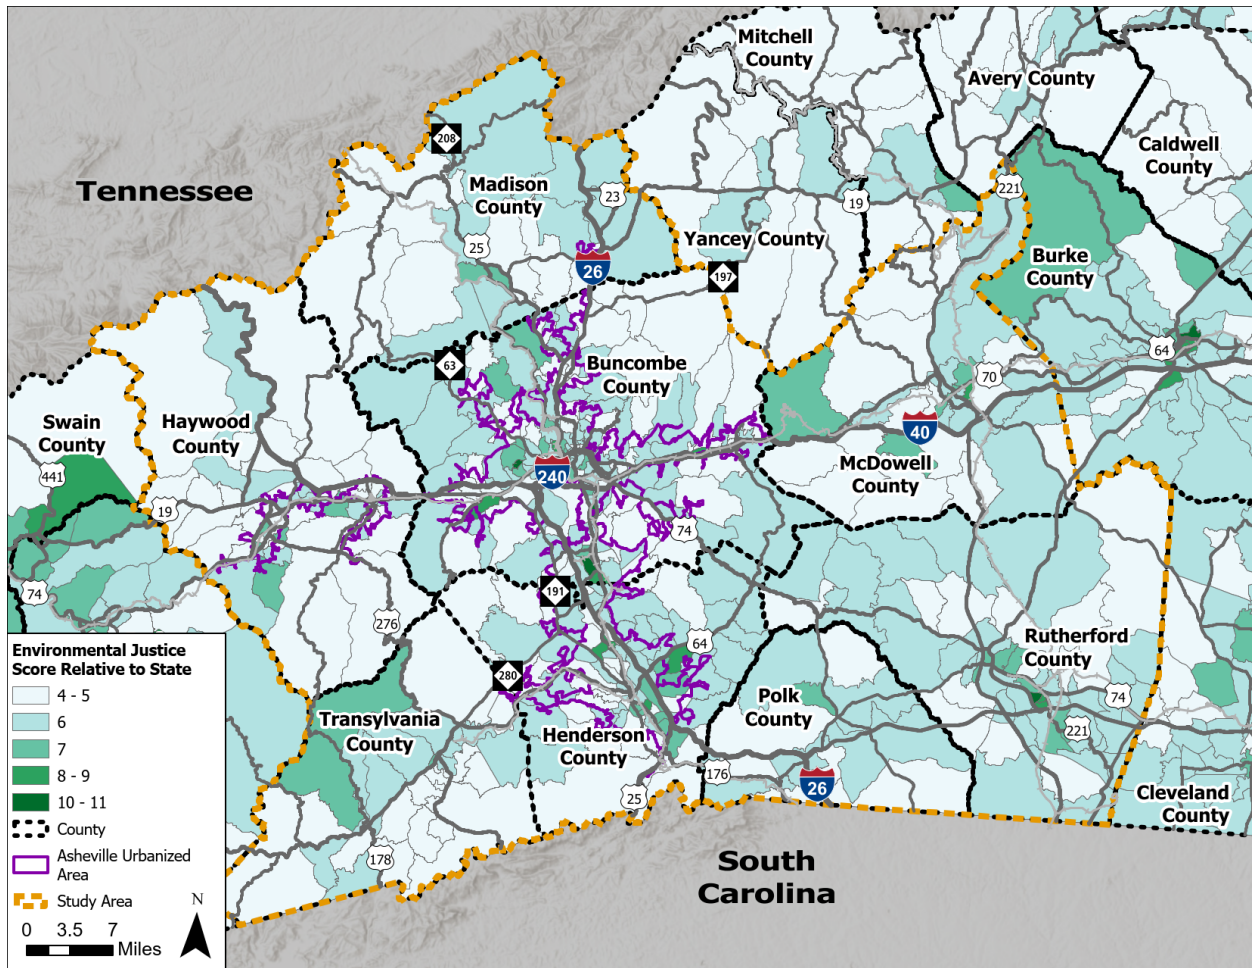 Mitchell
County
Avery County
Caldwell
County
208
Tennessee
Madison
County
221
23
19
25
Yancey County
Burke
County
26
197
63
64
Buncombe
County
70
Swain
County
Haywood
County
40
441
240
McDowell
County
19
74
74
191
276
64
Rutherford
County
280
Polk
County
74
Transylvania
County
Henderson
County
221
176
26
25
Cleveland
County
178
South
Carolina
Environmental Justice
Score Relative to State
4 - 5
6
7
8 - 9
10 - 11
County
Asheville Urbanized
Area
Study Area
N
0 3.5 7
Miles